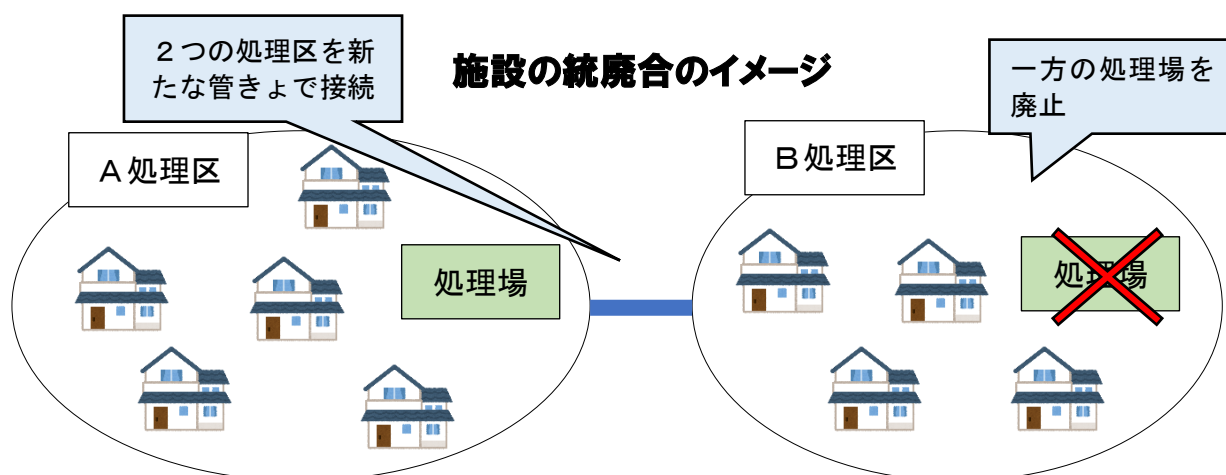 ２つの処理区を新
たな管きょで接続
施設の統廃合のイメージ
一方の処理場を
廃止
Ａ処理区
Ｂ処理区
処理場
処理場